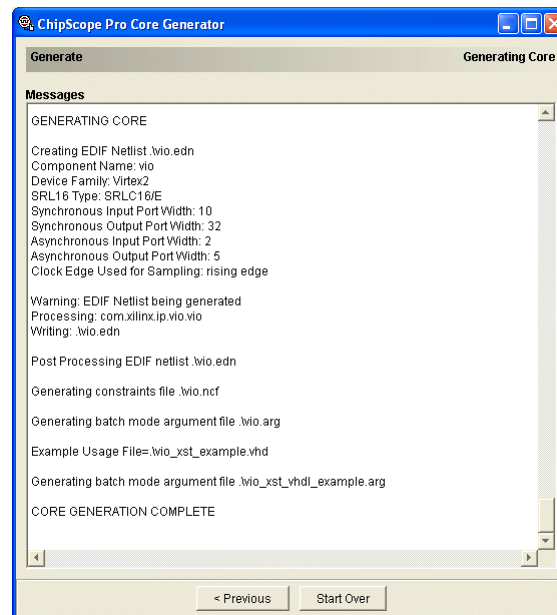 ChipScope Pro Core Generator
Generate
Generating Core
Messages
GENERATING CORE
Creating EDIF Netlist .\vio.edn
Component Name: vio
Device Family: Virtex2
SRL16 Type: SRLC16/E
Synchronous Input Port Width: 10
Synchronous Output Port Width: 32
Asynchronous Input Port Width: 2
Asynchronous Output Port Width: 5
Clock Edge Used for Sampling: rising edge
Warning: EDIF Netlist being generated
Processing: com.xilinx.ip.vio.vio
Writing: .\vio.edn
Post Processing EDIF netlist .\vio.edn
Generating constraints file .\vio.ncf
Generating batch mode argument file .\vio.arg
Example Usage File=.\vio_xst_example.vhd
Generating batch mode argument file .\vio_xst_vhdl_example.arg
CORE GENERATION COMPLETE
< Previous
Start Over